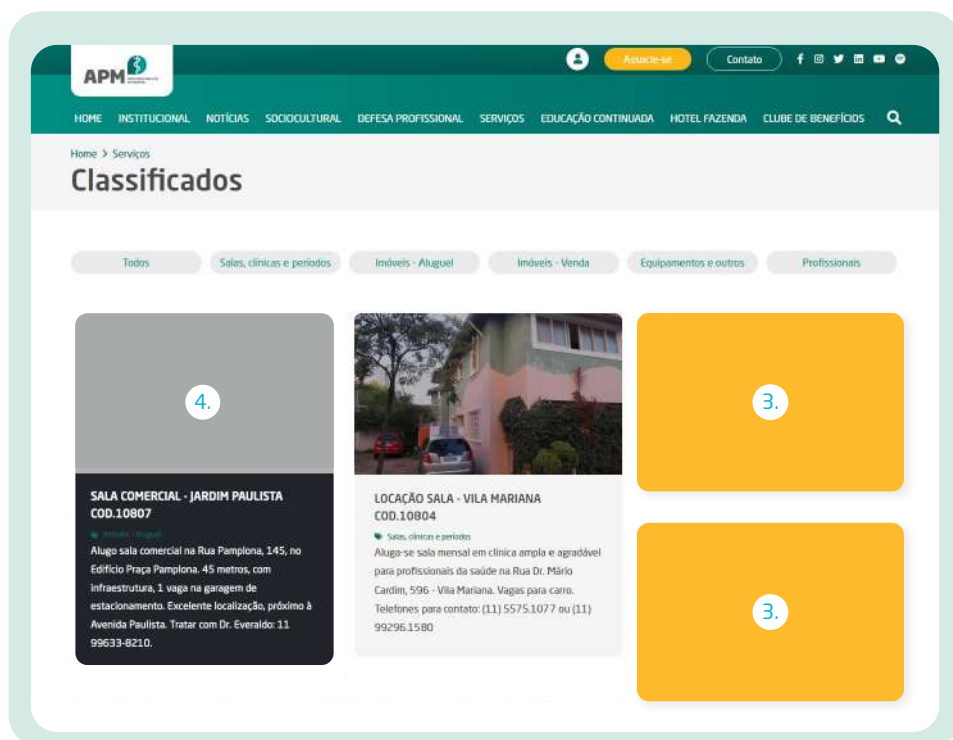 APM
Associe-se
Contato
HOME INSTITUCIONAL NOTÍCIAS SOCIOCULTURAL DEFESA PROFISSIONAL SERVIÇOS EDUCAÇÃO CONTINUADA HOTEL FAZENDA CLUBE DE BENEFÍCIOS
Home > Serviços
Classificados
Todos
Salas, clínicas e períodos
Imóveis - Aluguel
Imóveis - Venda
Equipamentos e outros
Profissionais
4.
SALA COMERCIAL - JARDIM PAULISTA
COD.10807
Imóveis - Aluguel
Alugo sala comercial na Rua Pamplona, 145, no
Edifício Praça Pamplona. 45 metros, com
infraestrutura, 1 vaga na garagem de
estacionamento. Excelente localização, próximo à
Avenida Paulista. Tratar com Dr. Everaldo: 11
99633-8210.
LOCAÇÃO SALA - VILA MARIANA
COD.10804
Salas, clínicas e períodos
Aluga-se sala mensal em clínica ampla e agradável
para profissionais da saúde na Rua Dr. Mário
Cardim, 596 - Vila Mariana. Vagas para carro.
Telefones para contato: (11) 5575.1077 ou (11)
99296.1580
3.
3.